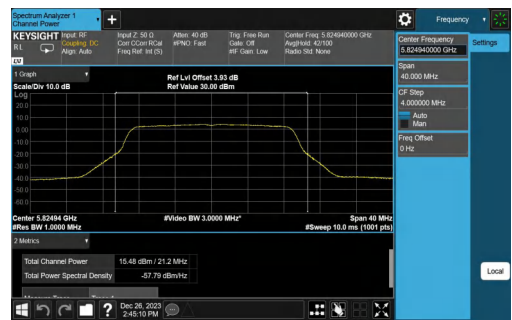 Spectrum Analyzer 1
Channel Power
Frequency
KEYSIGHT
RL
Input: RF
Coupling: DC
Align: Auto
Input Z: 50 Ω
Corr CCorr RCal
Freq Ref: Int (S)
Atten: 40 dB
#PNO: Fast
Trig: Free Run
Gate: Off
#IF Gain: Low
Center Freq: 5.824940000 GHz
Avg|Hold: 42/100
Radio Std: None
LVI
1 Graph
Scale/Div 10.0 dB
Ref Lvl Offset 3.93 dB
Ref Value 30.00 dBm
Log
20.0
10.0
0.00
-10.0
-20.0
-30.0
-40.0
-50.0
-60.0
Center 5.82494 GHz
#Res BW 1.0000 MHz
#Video BW 3.0000 MHz*
Span 40 MHz
#Sweep 10.0 ms (1001 pts)
2 Metrics
Total Channel Power 15.48 dBm / 21.2 MHz
Total Power Spectral Density -57.79 dBm/Hz
Dec 26, 2023
2:45:10 PM
Center Frequency
5.824940000 GHz
Settings
Span
40.000 MHz
CF Step
4.000000 MHz
Auto
Man
Freq Offset
0 Hz
Local